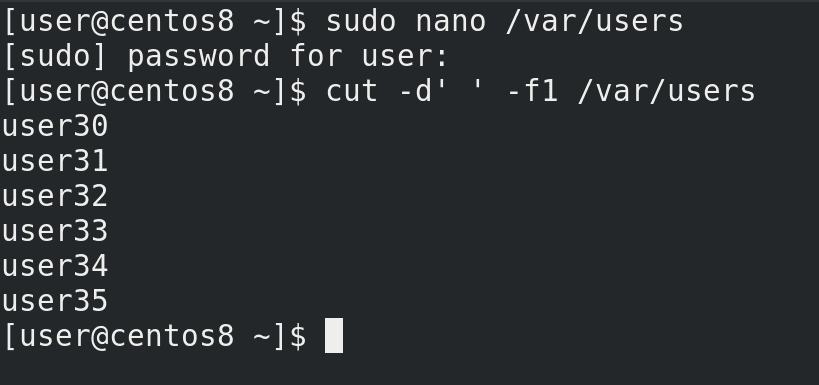 [user@centos8 ~]$ sudo nano /var/users
[sudo] password for user:
[user@centos8 ~]$ cut -d' ' -f1 /var/users
user30
user31
user32
user33
user34
user35
[user@centos8 ~]$